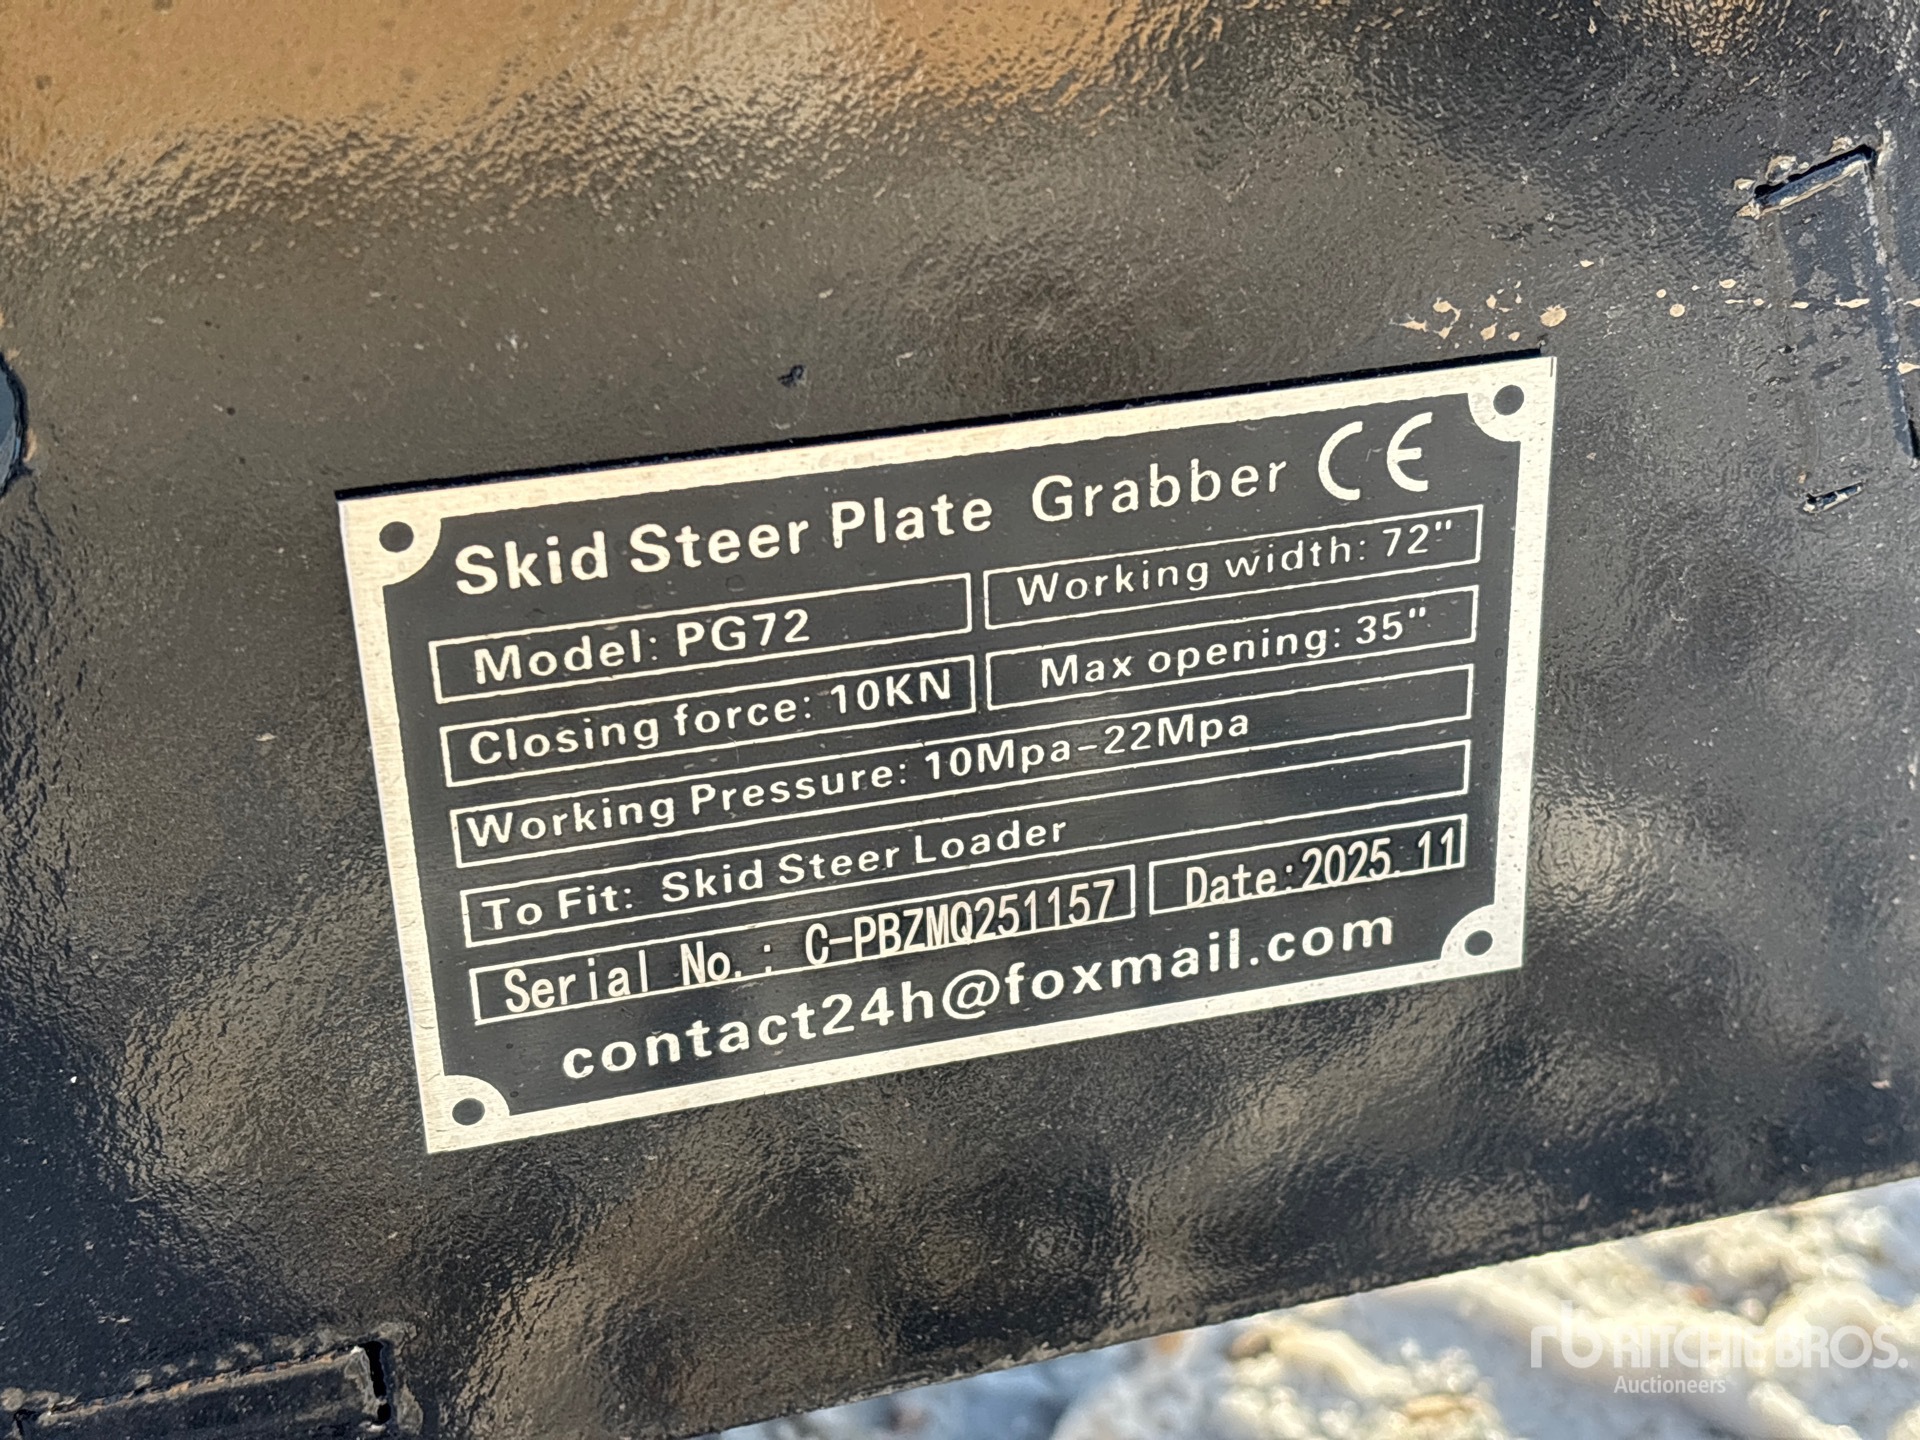 Skid Steer Plate Grabber CE
Model: PG72
Working width: 72"
Closing force: 10KN
Max opening: 35"
Working Pressure: 10Mpa-22Mpa
To Fit: Skid Steer Loader
Serial No.: C-PBZMQ251157
Date:2025.11
contact24h@foxmail.com
rb RITCHIE BROS.
Auctioneers